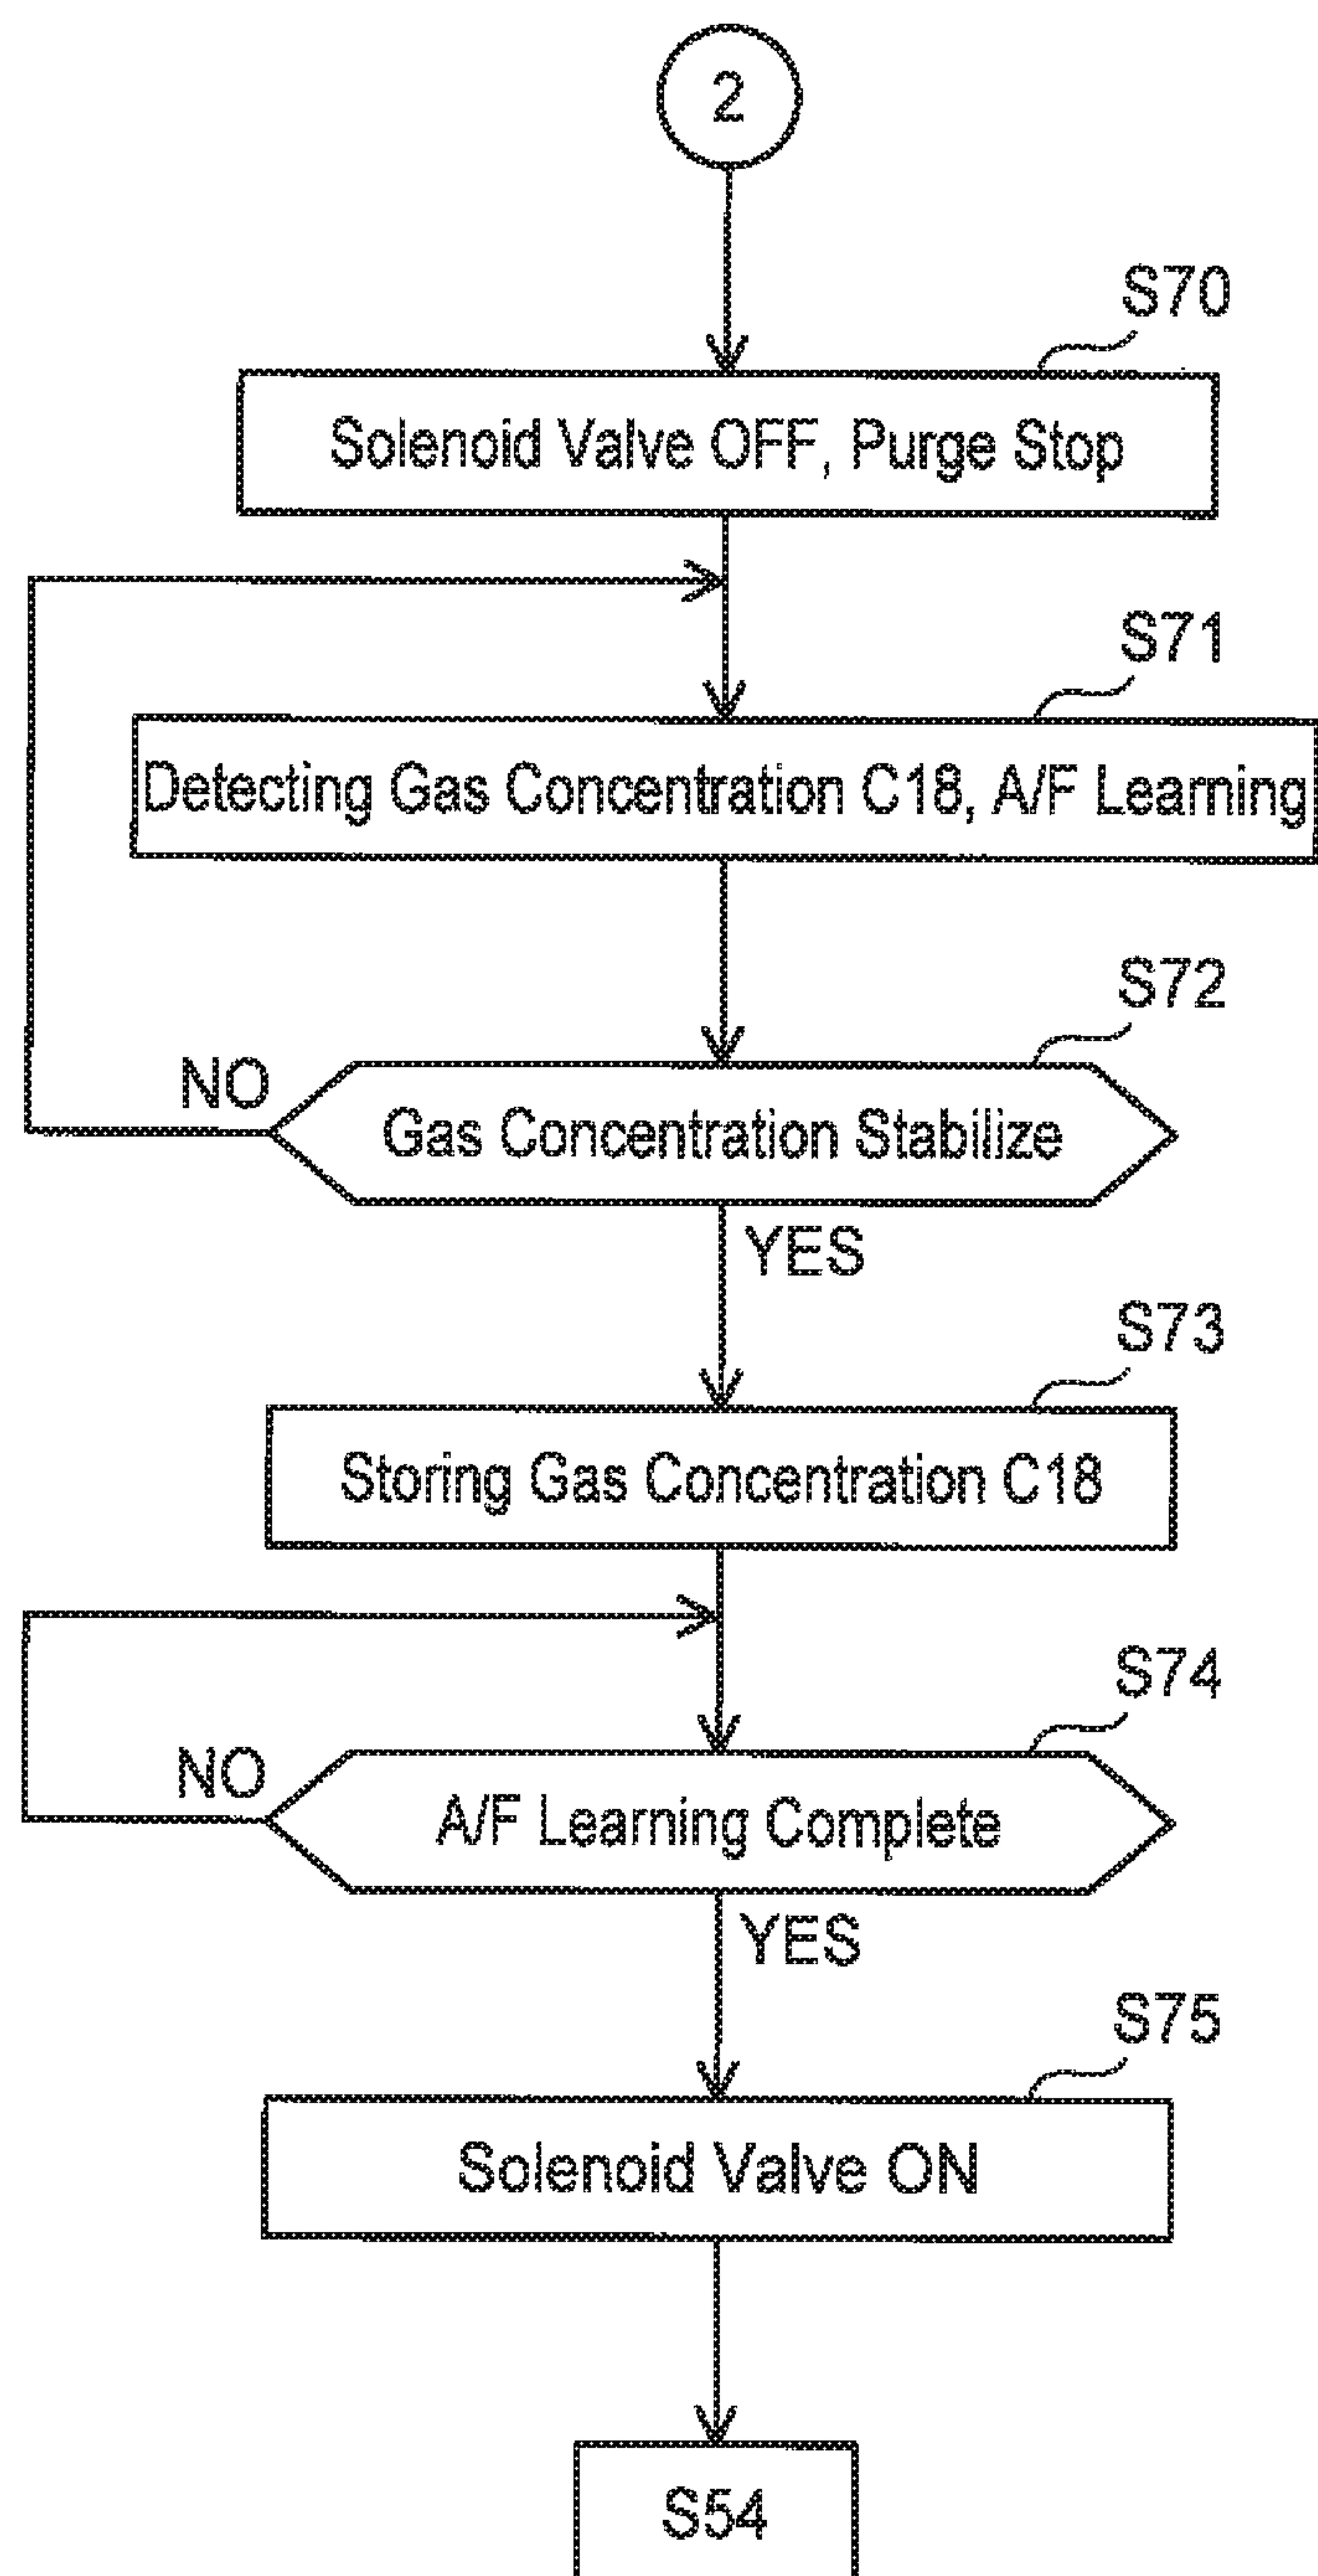 2
S70
Solenoid Valve OFF, Purge Stop
S71
Detecting Gas Concentration C18, A/F Learning
S72
NO
Gas Concentration Stabilize
YES
S73
Storing Gas Concentration C18
S74
NO
A/F Learning Complete
YES
S75
Solenoid Valve ON
S54